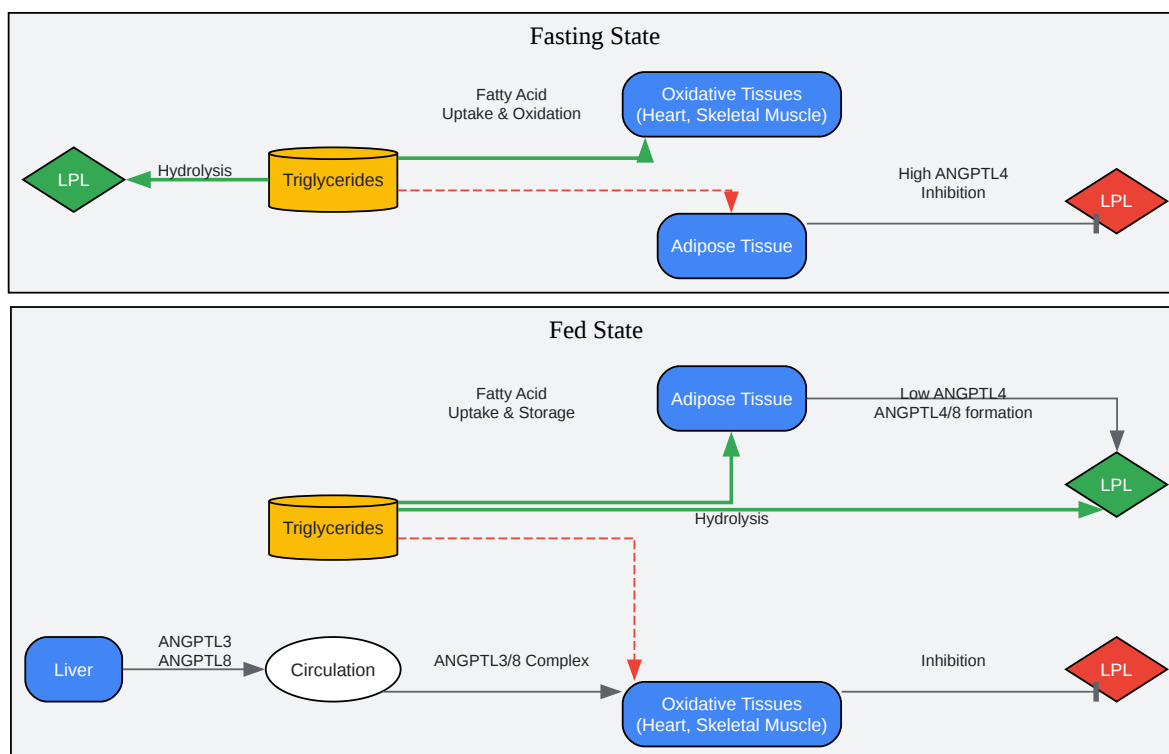 Fasting State
Fatty Acid
Uptake & Oxidation
Oxidative Tissues
(Heart, Skeletal Muscle)
LPL
Hydrolysis
Triglycerides
High ANGPTL4
Inhibition
LPL
Adipose Tissue
Fed State
Fatty Acid
Uptake & Storage
Adipose Tissue
Low ANGPTL4
ANGPTL4/8 formation
LPL
Triglycerides
Hydrolysis
Liver
ANGPTL3
ANGPTL8
Circulation
ANGPTL3/8 Complex
Oxidative Tissues
(Heart, Skeletal Muscle)
Inhibition
LPL